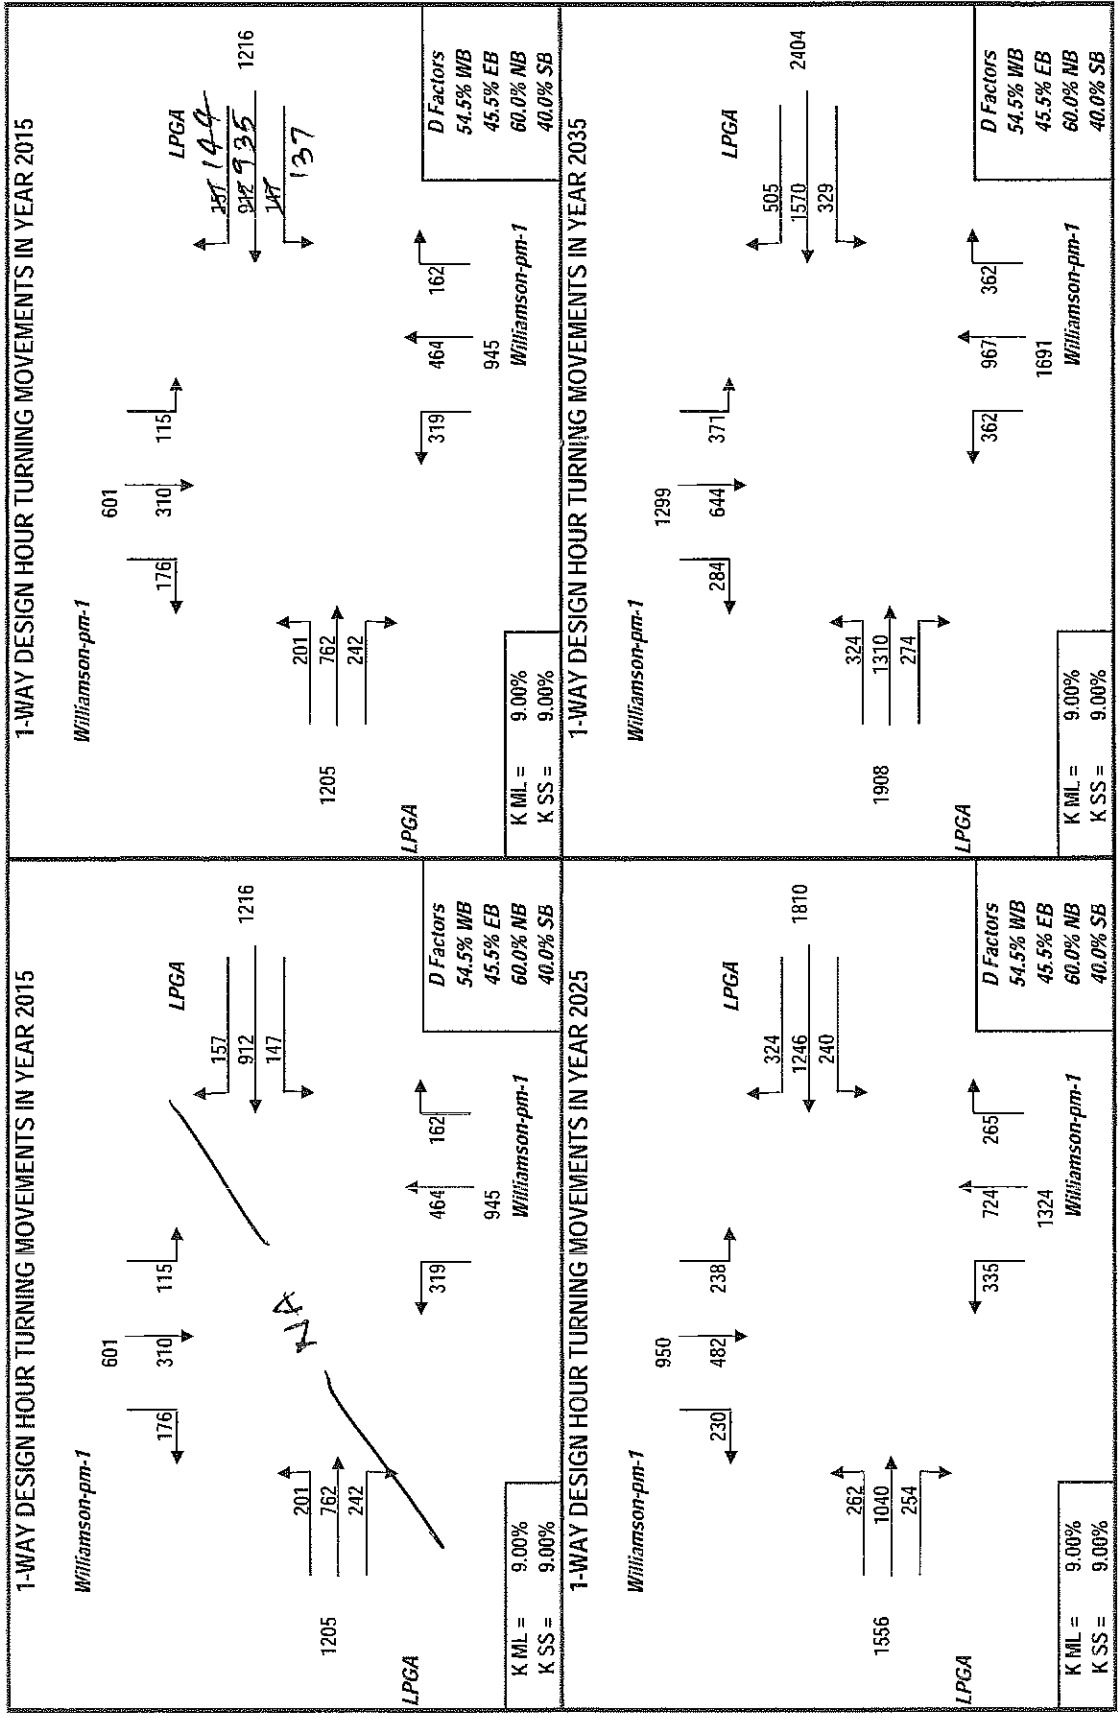 1-WAY DESIGN HOUR TURNING MOVEMENTS IN YEAR 2015
Williamson-pm-1
601
176 310 115
LPGA
157
912
147
1216
NA
1205
201
762
242
LPGA
319 464 162
945
Williamson-pm-1
K ML = 9.00%
K SS = 9.00%
D Factors
54.5% WB
45.5% EB
60.0% NB
40.0% SB
1-WAY DESIGN HOUR TURNING MOVEMENTS IN YEAR 2015
Williamson-pm-1
601
176 310 115
LPGA
157 144
912 935
147
137
1216
1205
201
762
242
LPGA
319 464 162
945
Williamson-pm-1
K ML = 9.00%
K SS = 9.00%
D Factors
54.5% WB
45.5% EB
60.0% NB
40.0% SB
1-WAY DESIGN HOUR TURNING MOVEMENTS IN YEAR 2025
Williamson-pm-1
950
230 482 238
LPGA
324
1246
240
1810
1556
262
1040
254
LPGA
335 724 265
1324
Williamson-pm-1
K ML = 9.00%
K SS = 9.00%
D Factors
54.5% WB
45.5% EB
60.0% NB
40.0% SB
1-WAY DESIGN HOUR TURNING MOVEMENTS IN YEAR 2035
Williamson-pm-1
1299
284 644 371
LPGA
505
1570
329
2404
1908
324
1310
274
LPGA
362 967 362
1691
Williamson-pm-1
K ML = 9.00%
K SS = 9.00%
D Factors
54.5% WB
45.5% EB
60.0% NB
40.0% SB